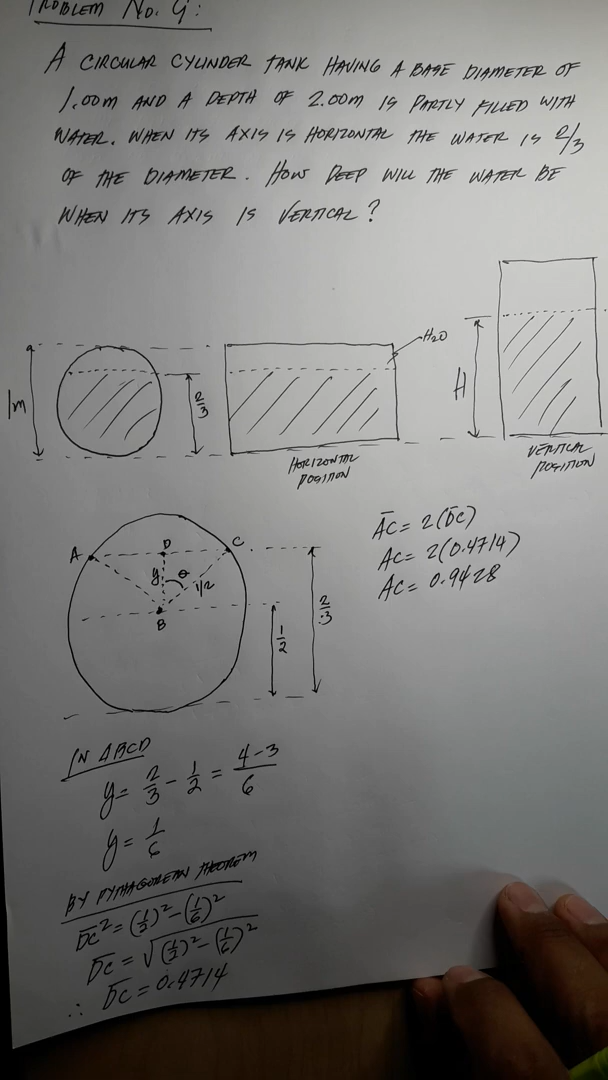 PROBLEM No. 9:
A CIRCULAR CYLINDER TANK HAVING A BASE DIAMETER OF
1.00m AND A DEPTH OF 2.00m IS PARTLY FILLED WITH
WATER. WHEN ITS AXIS IS HORIZONTAL THE WATER IS 2/3
OF THE DIAMETER. HOW DEEP WILL THE WATER BE
WHEN ITS AXIS IS VERTICAL?
H2O
1m
2/3
H
HORIZONTAL
POSITION
VERTICAL
POSITION
A D C
y θ 1/2
B
1/2
2/3
AC = 2(DC)
AC = 2(0.4714)
AC = 0.9428
IN ΔBCD
y = 2/3 - 1/2 = 4-3/6
y = 1/6
BY PYTHAGOREAN THEOREM
DC² = (1/2)² - (1/6)²
DC = √(1/2)² - (1/6)²
∴ DC = 0.4714